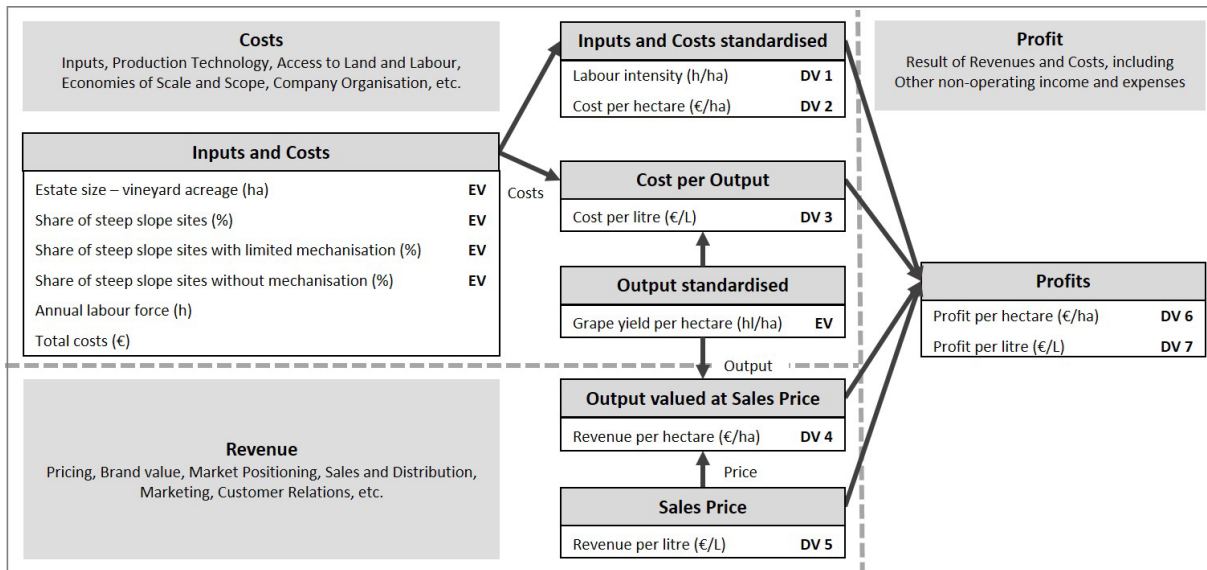 Costs
Inputs, Production Technology, Access to Land and Labour,
Economies of Scale and Scope, Company Organisation, etc.
Inputs and Costs
Estate size – vineyard acreage (ha) EV
Share of steep slope sites (%) EV
Share of steep slope sites with limited mechanisation (%) EV
Share of steep slope sites without mechanisation (%) EV
Annual labour force (h)
Total costs (€)
Revenue
Pricing, Brand value, Market Positioning, Sales and Distribution,
Marketing, Customer Relations, etc.
Inputs and Costs standardised
Labour intensity (h/ha) DV 1
Cost per hectare (€/ha) DV 2
Costs
Cost per Output
Cost per litre (€/L) DV 3
Output standardised
Grape yield per hectare (hl/ha) EV
Output
Output valued at Sales Price
Revenue per hectare (€/ha) DV 4
Price
Sales Price
Revenue per litre (€/L) DV 5
Profit
Result of Revenues and Costs, including
Other non-operating income and expenses
Profits
Profit per hectare (€/ha) DV 6
Profit per litre (€/L) DV 7